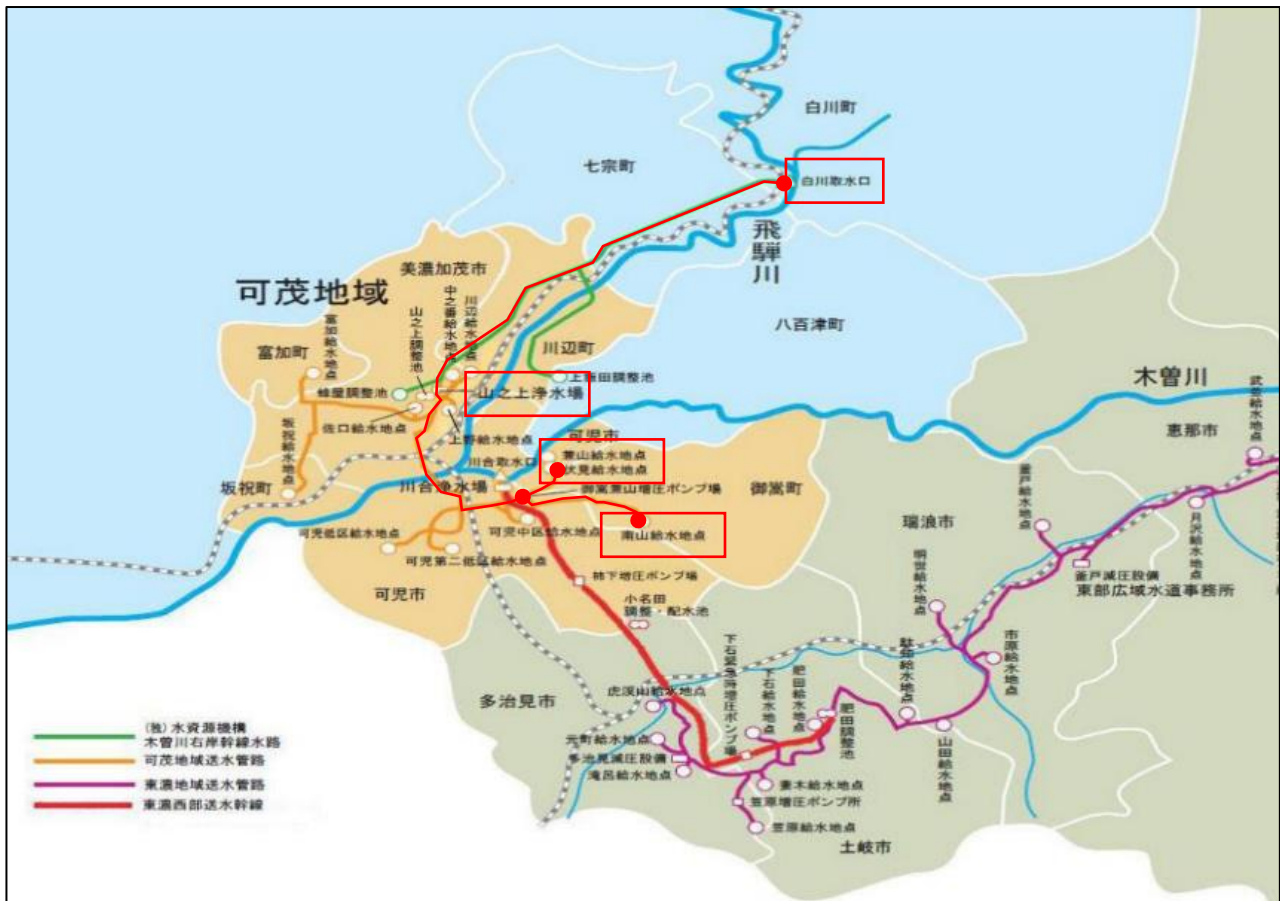 白川町
七宗町
白川取水口
飛騨川
美濃加茂市
可茂地域
八百津町
川辺給水地点
中之番給水地点
山之上調整池
富加給水地点
富加町
川辺町
上飯田調整池
木曽川
武並給水地点
蜂屋調整池
山之上浄水場
佐口給水地点
上野給水地点
可児市
恵那市
坂祝給水地点
兼山給水地点
伏見給水地点
川合取水口
釜戸給水地点
坂祝町
川合浄水場
御嵩兼山増圧ポンプ場
御嵩町
月沢給水地点
瑞浪市
可児低区給水地点
可児中区給水地点
南山給水地点
明世給水地点
可児第二低区給水地点
柿下増圧ポンプ場
釜戸減圧設備
東部広域水道事務所
可児市
小名田
調整・配水池
市原給水地点
駄知給水地点
下石緊急時増圧ポンプ場
下石給水地点
肥田給水地点
肥田調整池
多治見市
虎渓山給水地点
山田給水地点
(独)水資源機構
木曽川右岸幹線水路
可茂地域送水管路
東濃地域送水管路
東濃西部送水幹線
元町給水地点
多治見減圧設備
滝呂給水地点
妻木給水地点
笠原増圧ポンプ所
笠原給水地点
土岐市